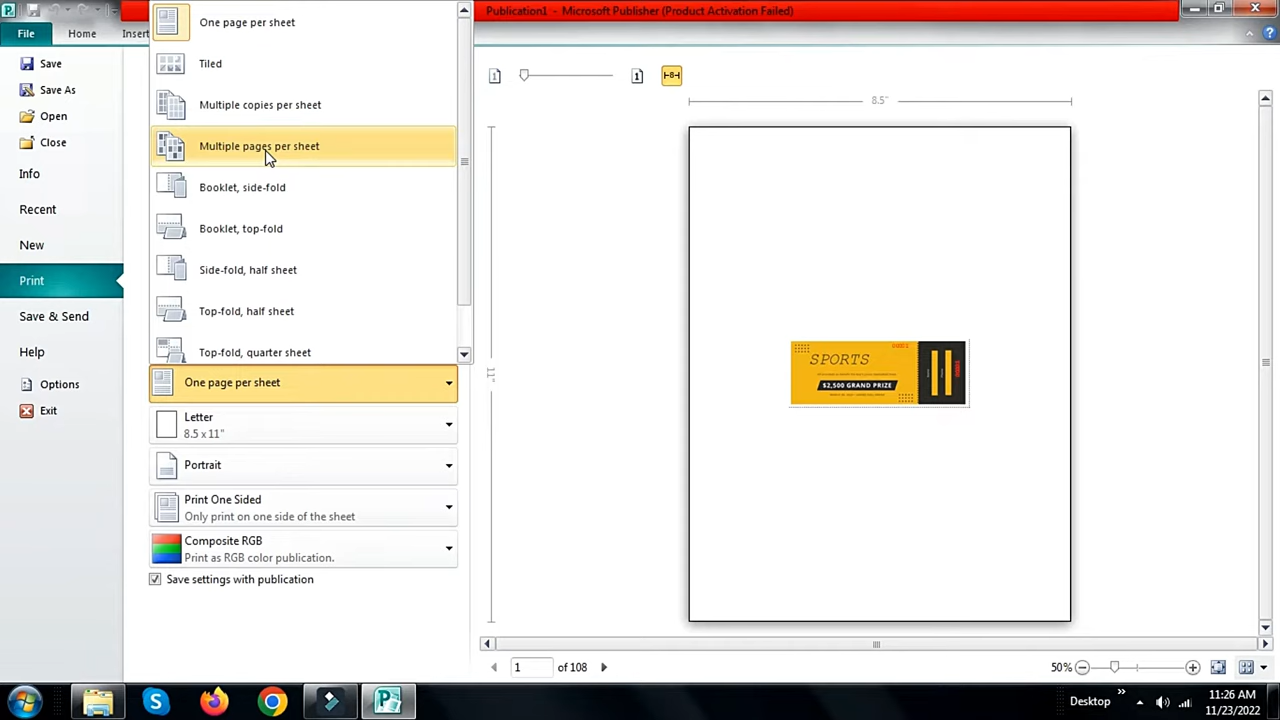 Publication1 - Microsoft Publisher (Product Activation Failed)
File
Home
Insert
Save
Save As
Open
Close
Info
Recent
New
Print
Save & Send
Help
Options
Exit
One page per sheet
Tiled
Multiple copies per sheet
Multiple pages per sheet
Booklet, side-fold
Booklet, top-fold
Side-fold, half sheet
Top-fold, half sheet
Top-fold, quarter sheet
One page per sheet
Letter
8.5 x 11"
Portrait
Print One Sided
Only print on one side of the sheet
Composite RGB
Print as RGB color publication.
Save settings with publication
1
1
8
8.5"
11"
SPORTS
$2,500 GRAND PRIZE
1 of 108
50%
Desktop
11:26 AM
11/23/2022